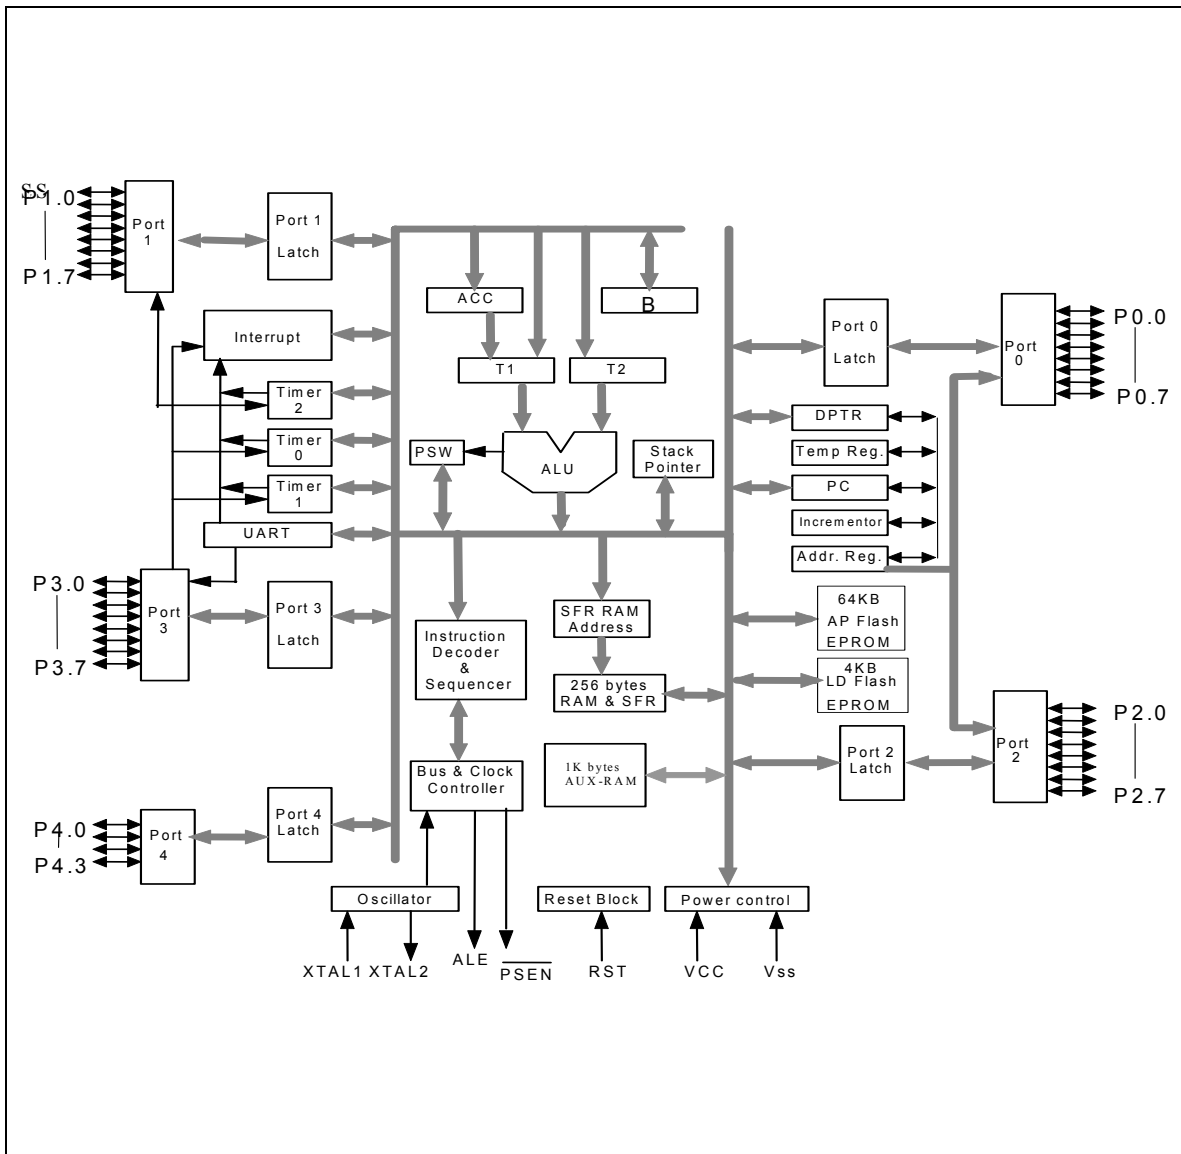 SS
P1.0
P1.7
Port
1
Port 1
Latch
ACC
B
Interrupt
T1
T2
Timer
2
Timer
0
Timer
1
UART
PSW
ALU
Stack
Pointer
Port 0
Latch
Port
0
P0.0
P0.7
DPTR
Temp Reg.
PC
Incrementor
Addr. Reg.
P3.0
P3.7
Port
3
Port 3
Latch
Instruction
Decoder
&
Sequencer
SFR RAM
Address
256 bytes
RAM & SFR
64KB
AP Flash
EPROM
4KB
LD Flash
EPROM
Port 2
Latch
Port
2
P2.0
P2.7
Bus & Clock
Controller
1K bytes
AUX-RAM
P4.0
P4.3
Port
4
Port 4
Latch
Oscillator
Reset Block
Power control
XTAL1
XTAL2
ALE
PSEN
RST
VCC
Vss